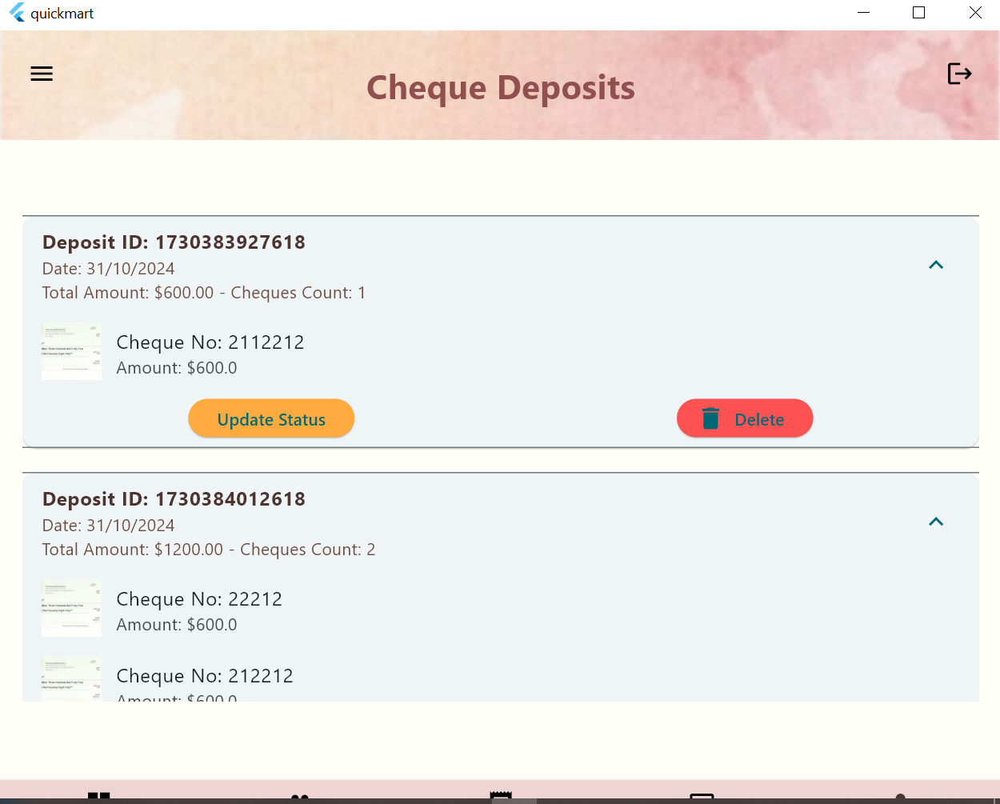 quickmart
Cheque Deposits
Deposit ID: 1730383927618
Date: 31/10/2024
Total Amount: $600.00 - Cheques Count: 1
Cheque No: 2112212
Amount: $600.0
Update Status
Delete
Deposit ID: 1730384012618
Date: 31/10/2024
Total Amount: $1200.00 - Cheques Count: 2
Cheque No: 22212
Amount: $600.0
Cheque No: 212212
Amount: $600.0